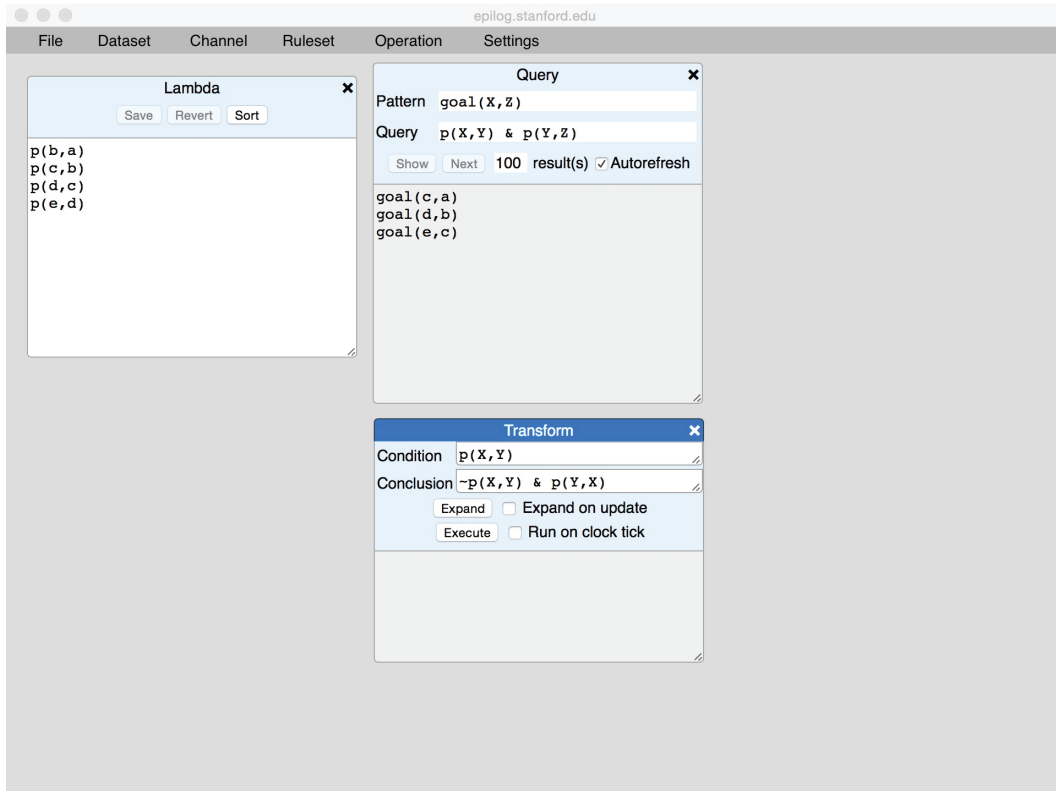 epilog.stanford.edu
File Dataset Channel Ruleset Operation Settings
Lambda ×
Save Revert Sort
p(b,a)
p(c,b)
p(d,c)
p(e,d)
Query ×
Pattern goal(X,Z)
Query p(X,Y) & p(Y,Z)
Show Next 100 result(s) Autorefresh
goal(c,a)
goal(d,b)
goal(e,c)
Transform ×
Condition p(X,Y)
Conclusion ~p(X,Y) & p(Y,X)
Expand Expand on update
Execute Run on clock tick